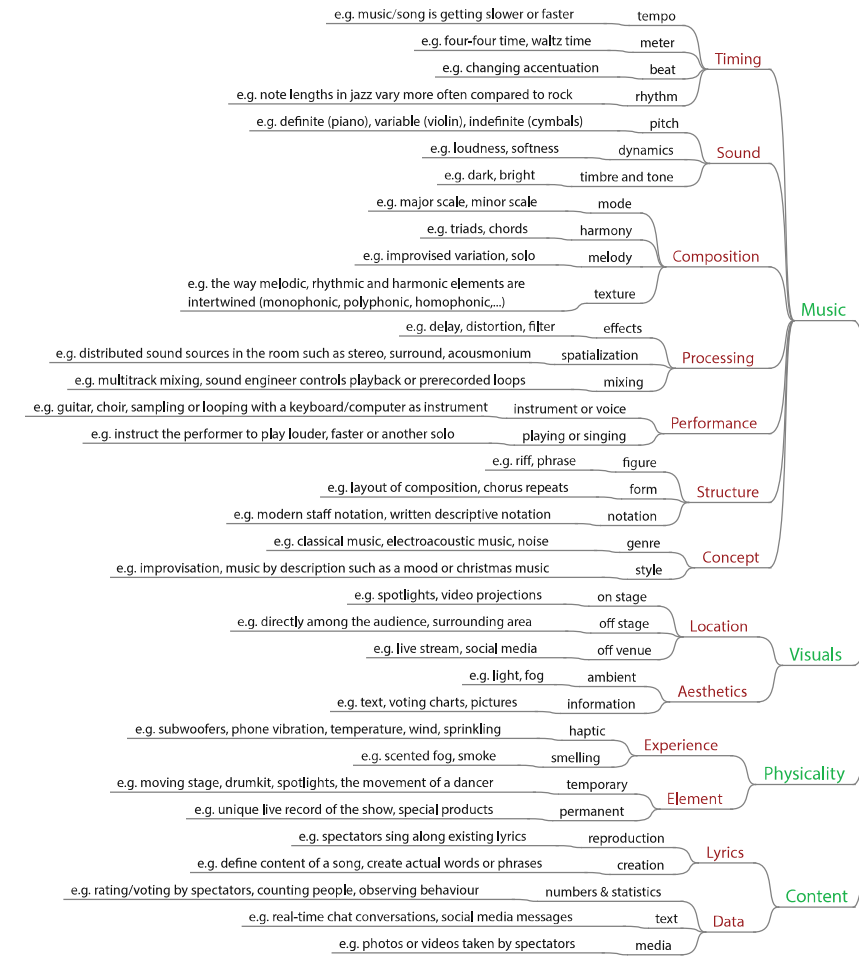 e.g. music/song is getting slower or faster tempo
e.g. four-four time, waltz time meter
Timing
e.g. changing accentuation beat
e.g. note lengths in jazz vary more often compared to rock rhythm
e.g. definite (piano), variable (violin), indefinite (cymbals) pitch
e.g. loudness, softness dynamics Sound
e.g. dark, bright timbre and tone
e.g. major scale, minor scale mode
e.g. triads, chords harmony
e.g. improvised variation, solo melody Composition
e.g. the way melodic, rhythmic and harmonic elements are
intertwined (monophonic, polyphonic, homophonic,...) texture
Music
e.g. delay, distortion, filter effects
e.g. distributed sound sources in the room such as stereo, surround, acousmonium spatialization Processing
e.g. multitrack mixing, sound engineer controls playback or prerecorded loops mixing
e.g. guitar, choir, sampling or looping with a keyboard/computer as instrument instrument or voice
Performance
e.g. instruct the performer to play louder, faster or another solo playing or singing
e.g. riff, phrase figure
e.g. layout of composition, chorus repeats form Structure
e.g. modern staff notation, written descriptive notation notation
e.g. classical music, electroacoustic music, noise genre
Concept
e.g. improvisation, music by description such as a mood or christmas music style
e.g. spotlights, video projections on stage
e.g. directly among the audience, surrounding area off stage Location
e.g. live stream, social media off venue
Visuals
e.g. light, fog ambient
Aesthetics
e.g. text, voting charts, pictures information
e.g. subwoofers, phone vibration, temperature, wind, sprinkling haptic
Experience
e.g. scented fog, smoke smelling
Physicality
e.g. moving stage, drumkit, spotlights, the movement of a dancer temporary
Element
e.g. unique live record of the show, special products permanent
e.g. spectators sing along existing lyrics reproduction
Lyrics
e.g. define content of a song, create actual words or phrases creation
e.g. rating/voting by spectators, counting people, observing behaviour numbers & statistics
Content
e.g. real-time chat conversations, social media messages text Data
e.g. photos or videos taken by spectators media